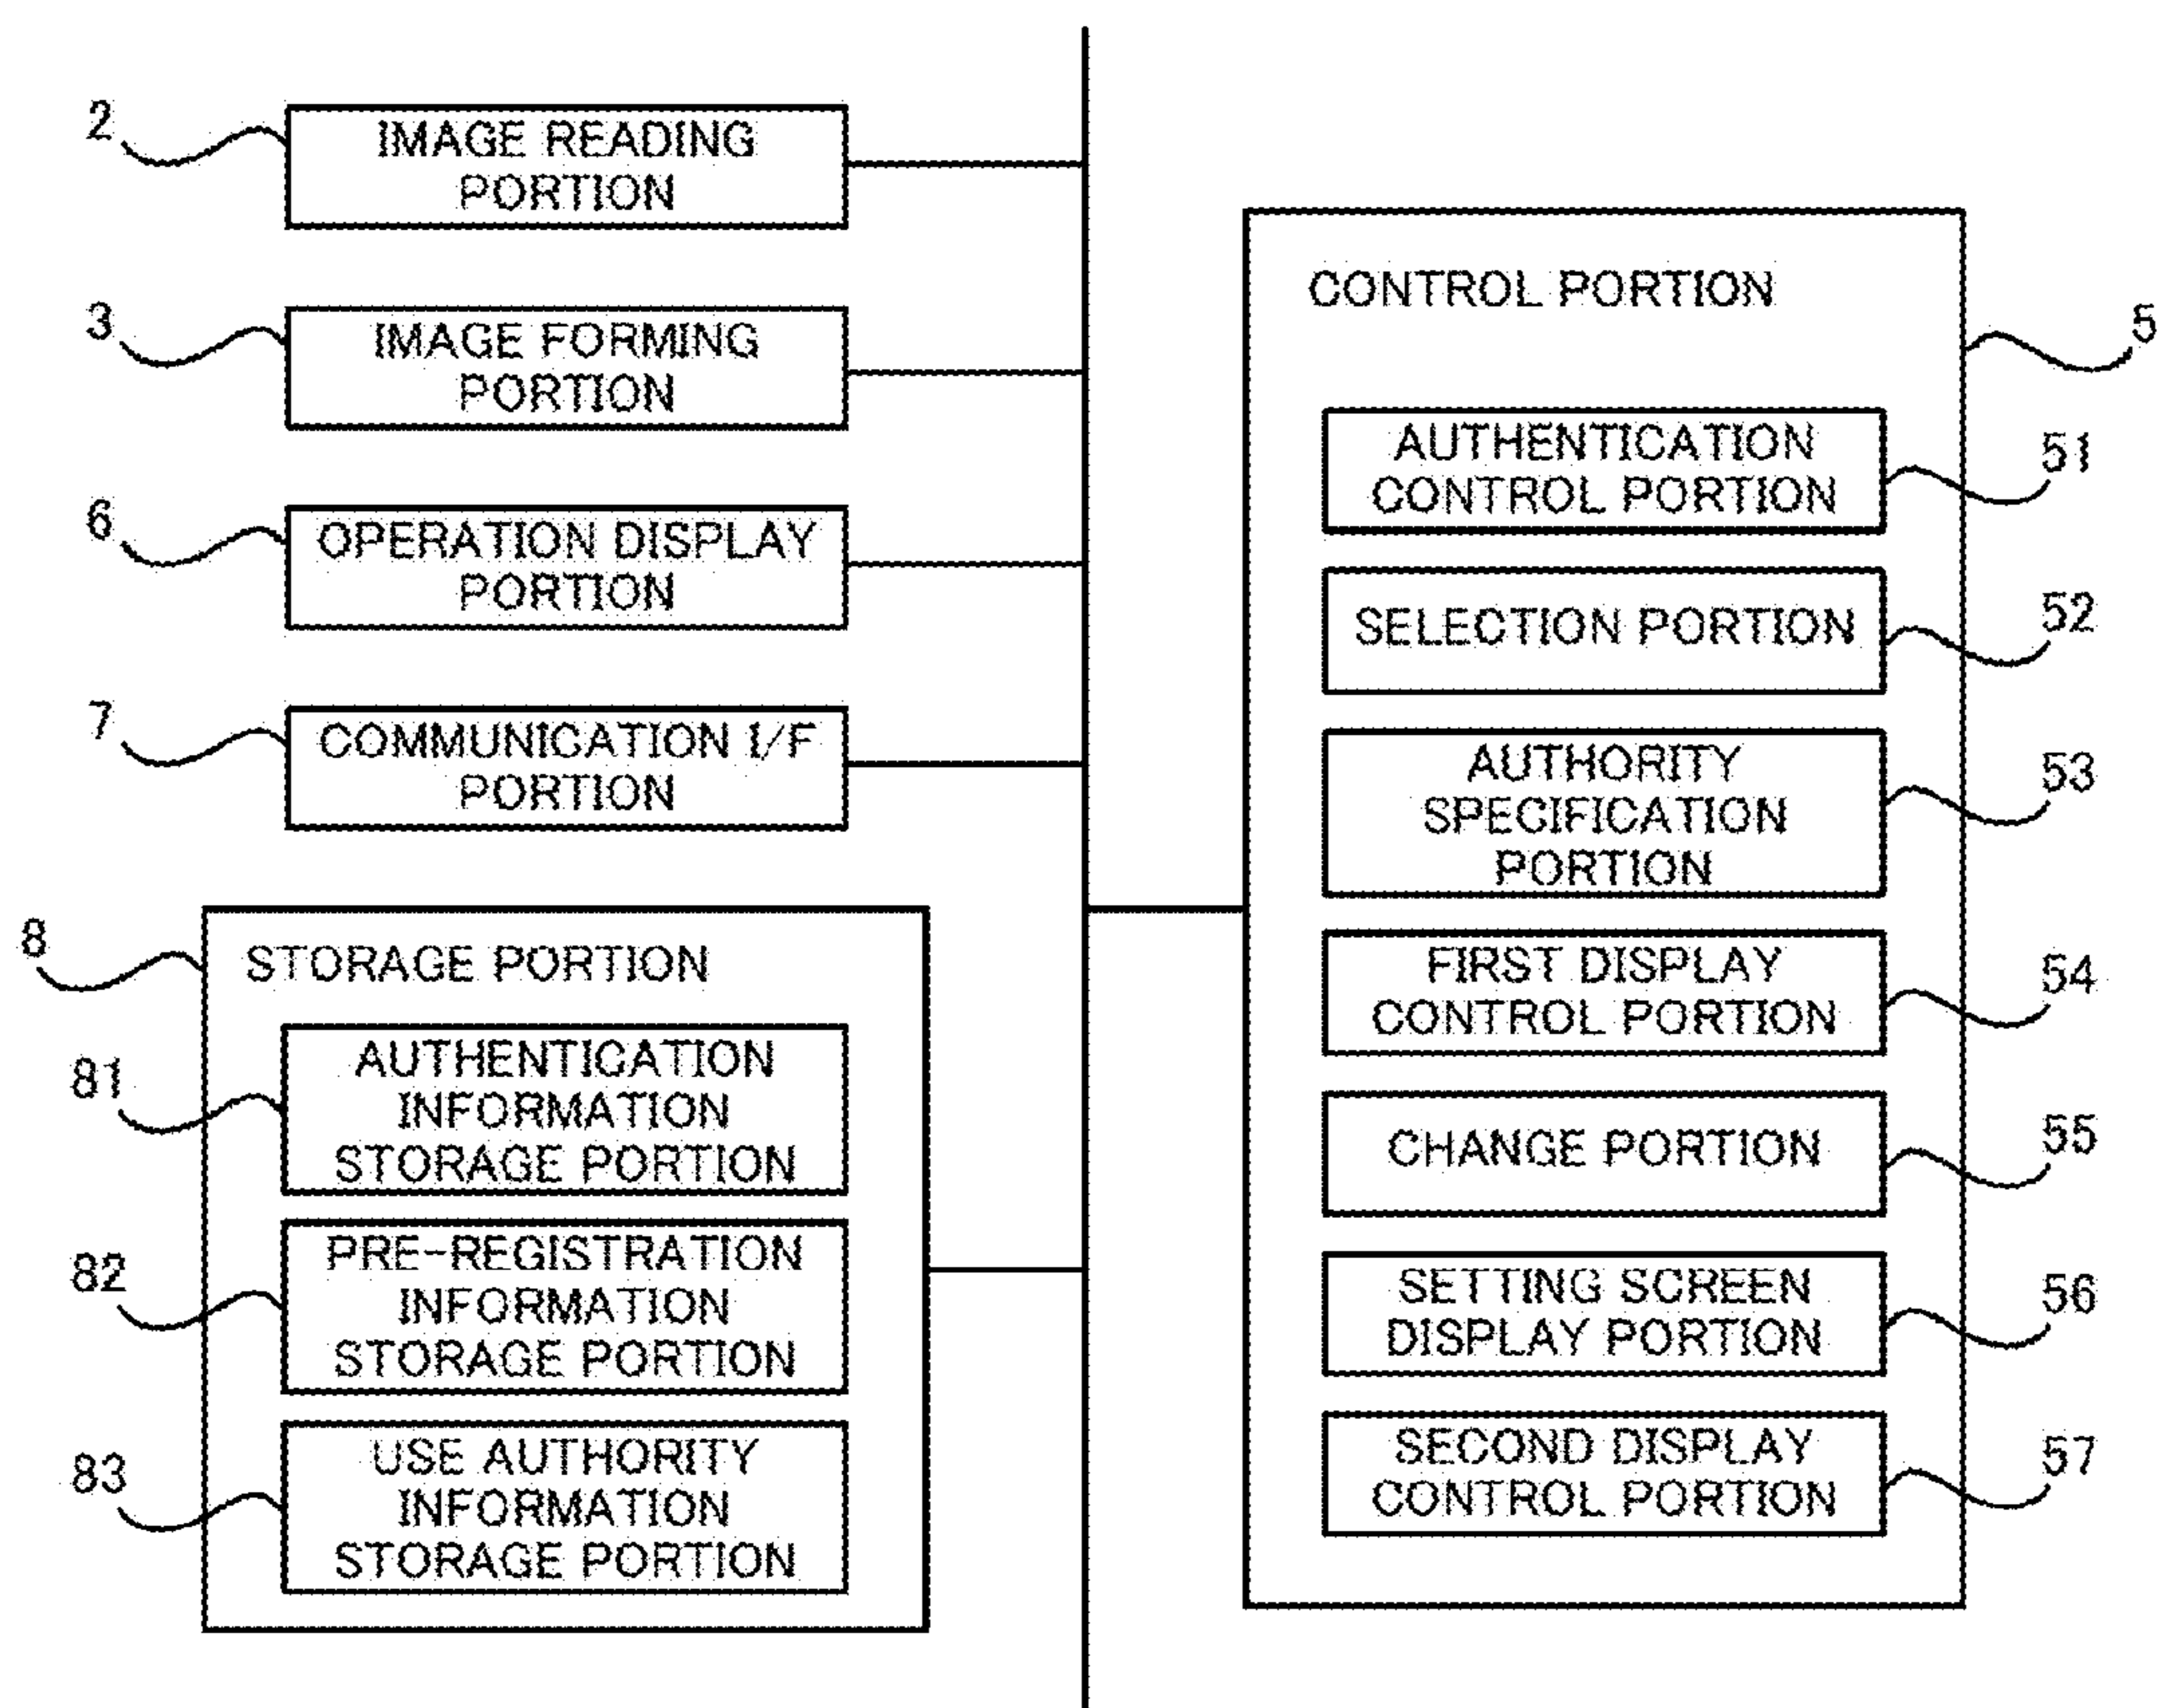 2
IMAGE READING
PORTION
3
IMAGE FORMING
PORTION
6
OPERATION DISPLAY
PORTION
7
COMMUNICATION I/F
PORTION
8
STORAGE PORTION
81
AUTHENTICATION
INFORMATION
STORAGE PORTION
82
PRE-REGISTRATION
INFORMATION
STORAGE PORTION
83
USE AUTHORITY
INFORMATION
STORAGE PORTION
CONTROL PORTION
5
AUTHENTICATION
CONTROL PORTION
51
SELECTION PORTION
52
AUTHORITY
SPECIFICATION
PORTION
53
FIRST DISPLAY
CONTROL PORTION
54
CHANGE PORTION
55
SETTING SCREEN
DISPLAY PORTION
56
SECOND DISPLAY
CONTROL PORTION
57